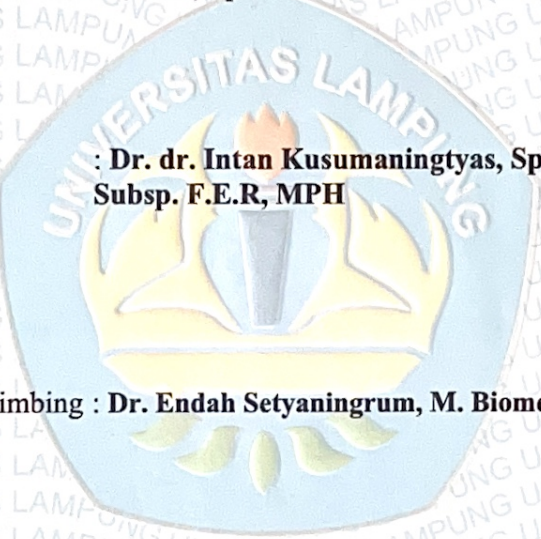 UNIVERSITAS LAMPUNG
: Dr. dr. Intan Kusumaningtyas, Sp
Subsp. F.E.R, MPH
imbing : Dr. Endah Setyaningrum, M. Biome